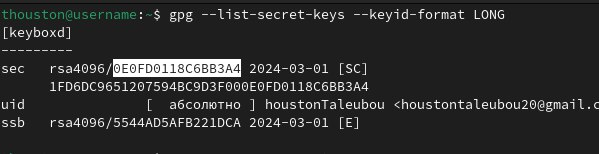 thouston@username:~$ gpg --list-secret-keys --keyid-format LONG
[keyboxd]
---------
sec   rsa4096/0E0FD0118C6BB3A4 2024-03-01 [SC]
      1FD6DC9651207594BC9D3F000E0FD0118C6BB3A4
uid           [  абсолютно ] houstonTaleubou <houstontaleubou20@gmail.c
ssb   rsa4096/5544AD5AFB221DCA 2024-03-01 [E]